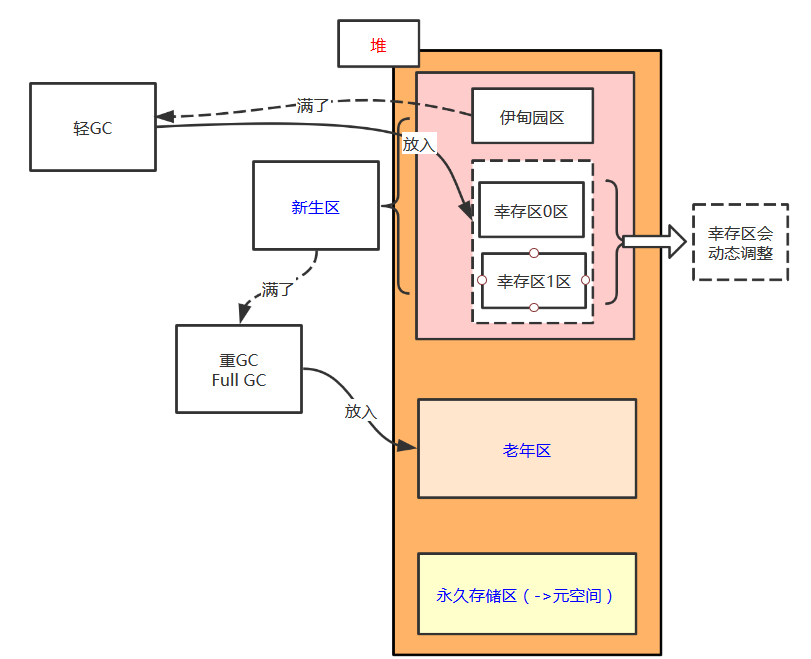 堆
满了
伊甸园区
轻GC
放入
新生区
幸存区0区
幸存区会
动态调整
幸存区1区
满了
重GC
Full GC
放入
老年区
永久存储区（->元空间）